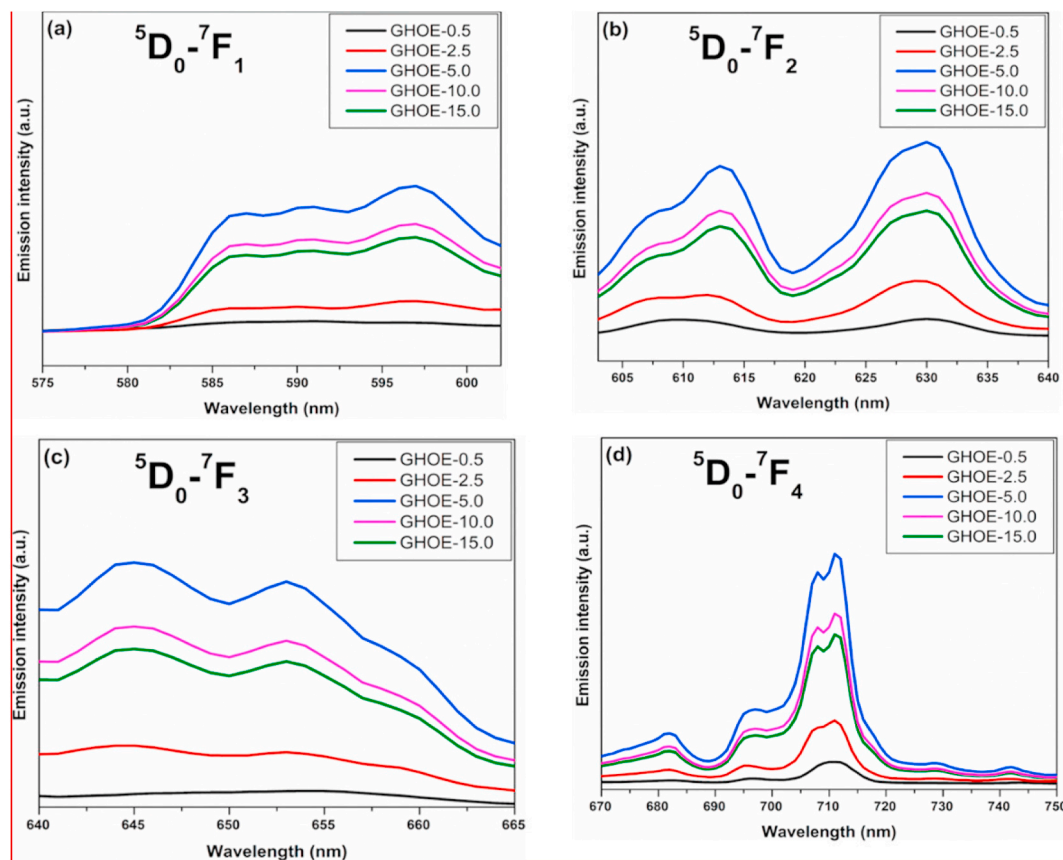 (a)
⁵D₀-⁷F₁
GHOE-0.5
GHOE-2.5
GHOE-5.0
GHOE-10.0
GHOE-15.0
Emission intensity (a.u.)
575 580 585 590 595 600
Wavelength (nm)
(b)
⁵D₀-⁷F₂
GHOE-0.5
GHOE-2.5
GHOE-5.0
GHOE-10.0
GHOE-15.0
Emission intensity (a.u.)
605 610 615 620 625 630 635 640
Wavelength (nm)
(c)
⁵D₀-⁷F₃
GHOE-0.5
GHOE-2.5
GHOE-5.0
GHOE-10.0
GHOE-15.0
Emission intensity (a.u.)
640 645 650 655 660 665
Wavelength (nm)
(d)
⁵D₀-⁷F₄
GHOE-0.5
GHOE-2.5
GHOE-5.0
GHOE-10.0
GHOE-15.0
Emission intensity (a.u.)
670 680 690 700 710 720 730 740 750
Wavelength (nm)